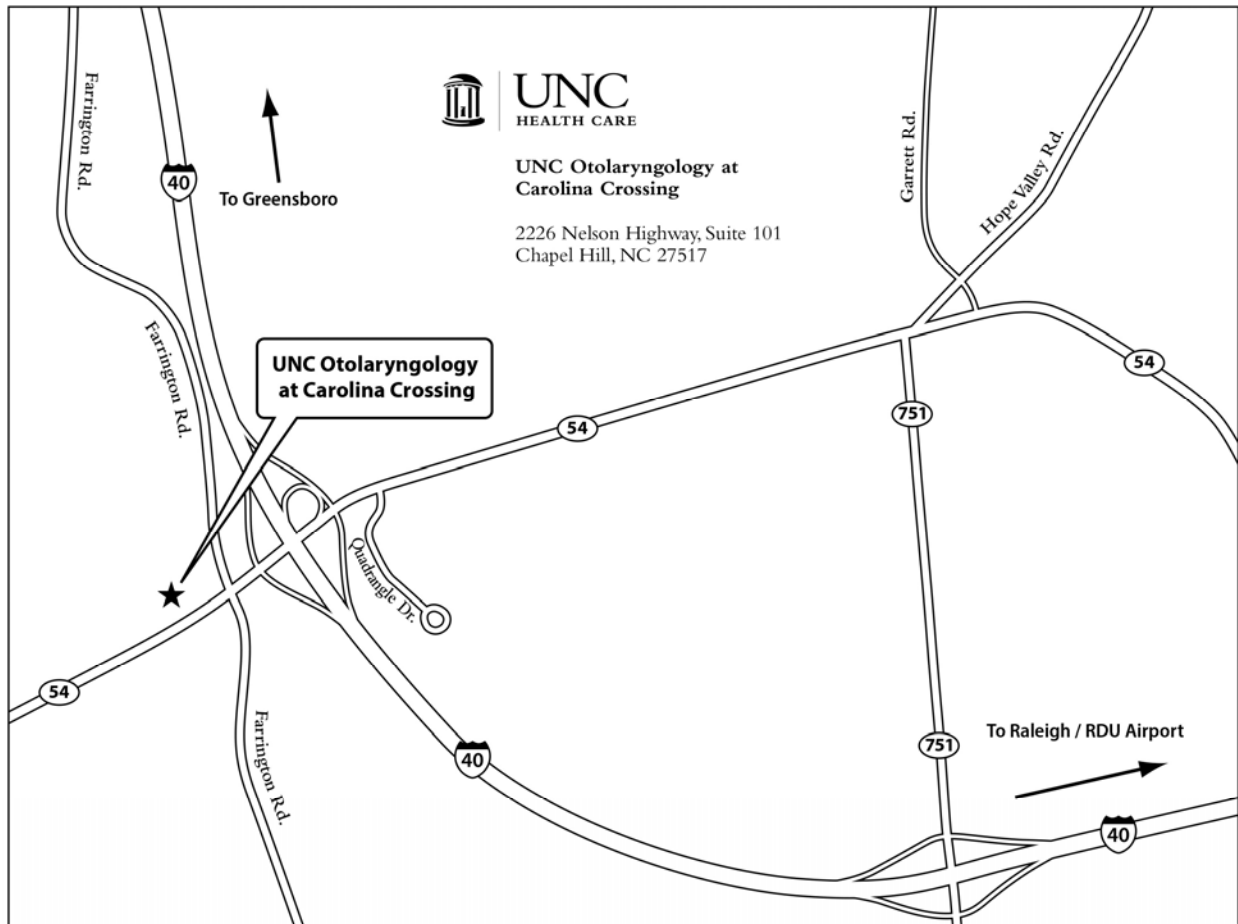 Farrington Rd.
40
To Greensboro
UNC
HEALTH CARE
UNC Otolaryngology at
Carolina Crossing
2226 Nelson Highway, Suite 101
Chapel Hill, NC 27517
Garrett Rd.
Hope Valley Rd.
Farrington Rd.
UNC Otolaryngology
at Carolina Crossing
54
54
751
Quadrangle Dr.
54
Farrington Rd.
40
751
To Raleigh / RDU Airport
40